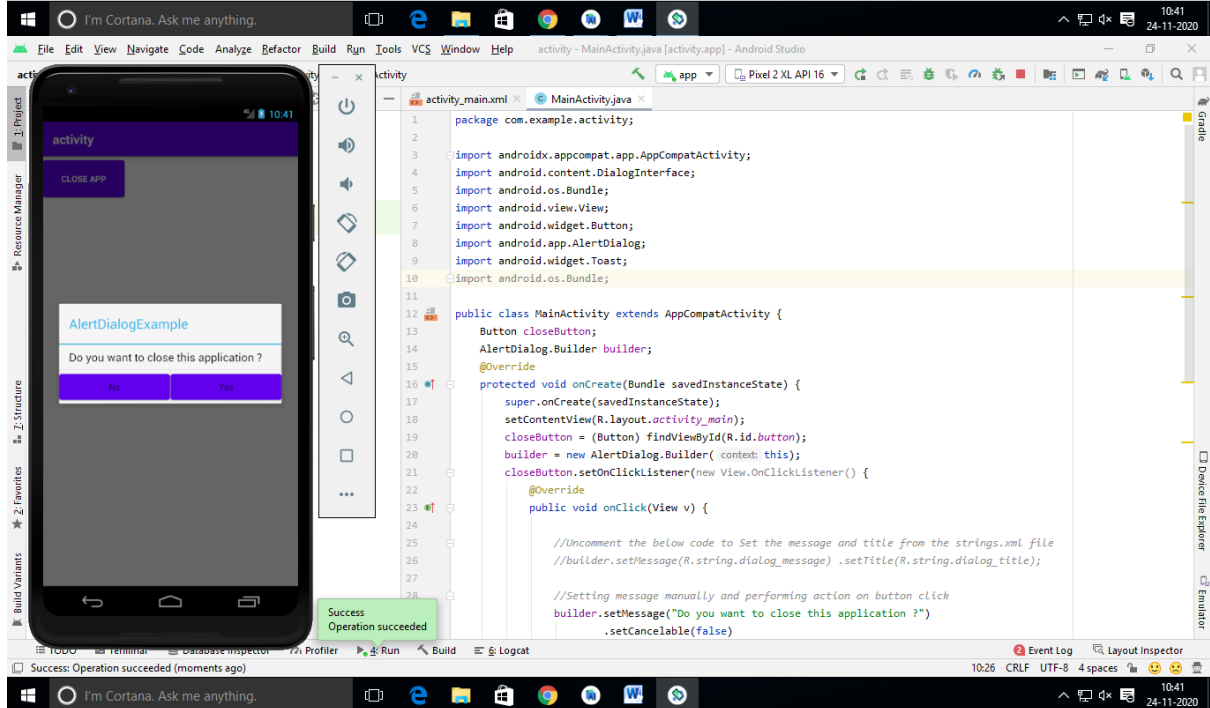 I'm Cortana. Ask me anything.
10:41
24-11-2020
File Edit View Navigate Code Analyze Refactor Build Run Tools VCS Window Help activity - MainActivity.java [activity.app] - Android Studio
app Pixel 2 XL API 16
activity_main.xml MainActivity.java
1: Project
Resource Manager
Z: Structure
2: Favorites
Build Variants
10:41
activity
CLOSE APP
AlertDialogExample
Do you want to close this application ?
No Yes
1 package com.example.activity;
2
3 import androidx.appcompat.app.AppCompatActivity;
4 import android.content.DialogInterface;
5 import android.os.Bundle;
6 import android.view.View;
7 import android.widget.Button;
8 import android.app.AlertDialog;
9 import android.widget.Toast;
10 import android.os.Bundle;
11
12 public class MainActivity extends AppCompatActivity {
13 Button closeButton;
14 AlertDialog.Builder builder;
15 @Override
16 protected void onCreate(Bundle savedInstanceState) {
17 super.onCreate(savedInstanceState);
18 setContentView(R.layout.activity_main);
19 closeButton = (Button) findViewById(R.id.button);
20 builder = new AlertDialog.Builder( context: this);
21 closeButton.setOnClickListener(new View.OnClickListener() {
22 @Override
23 public void onClick(View v) {
24
25 //Uncomment the below code to Set the message and title from the strings.xml file
26 //builder.setMessage(R.string.dialog_message) .setTitle(R.string.dialog_title);
27
28 //Setting message manually and performing action on button click
builder.setMessage("Do you want to close this application ?")
.setCancelable(false)
Gradle
Device File Explorer
Emulator
Success
Operation succeeded
TODO Terminal Database Inspector Profiler 4: Run Build 6: Logcat 2 Event Log Layout Inspector
Success: Operation succeeded (moments ago) 10:26 CRLF UTF-8 4 spaces
I'm Cortana. Ask me anything.
10:41
24-11-2020